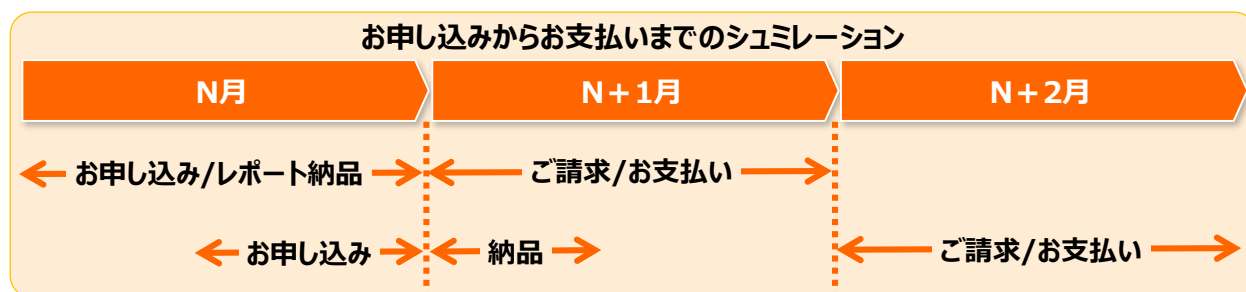 お申し込みからお支払いまでのシュミレーション
N月
N+1月
N+2月
お申し込み/レポート納品
ご請求/お支払い
お申し込み
納品
ご請求/お支払い